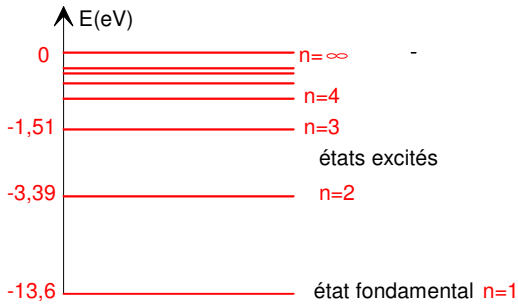 E(eV)
0 n=∞ -
n=4
-1,51 n=3
états excités
-3,39 n=2
-13,6 état fondamental n=1